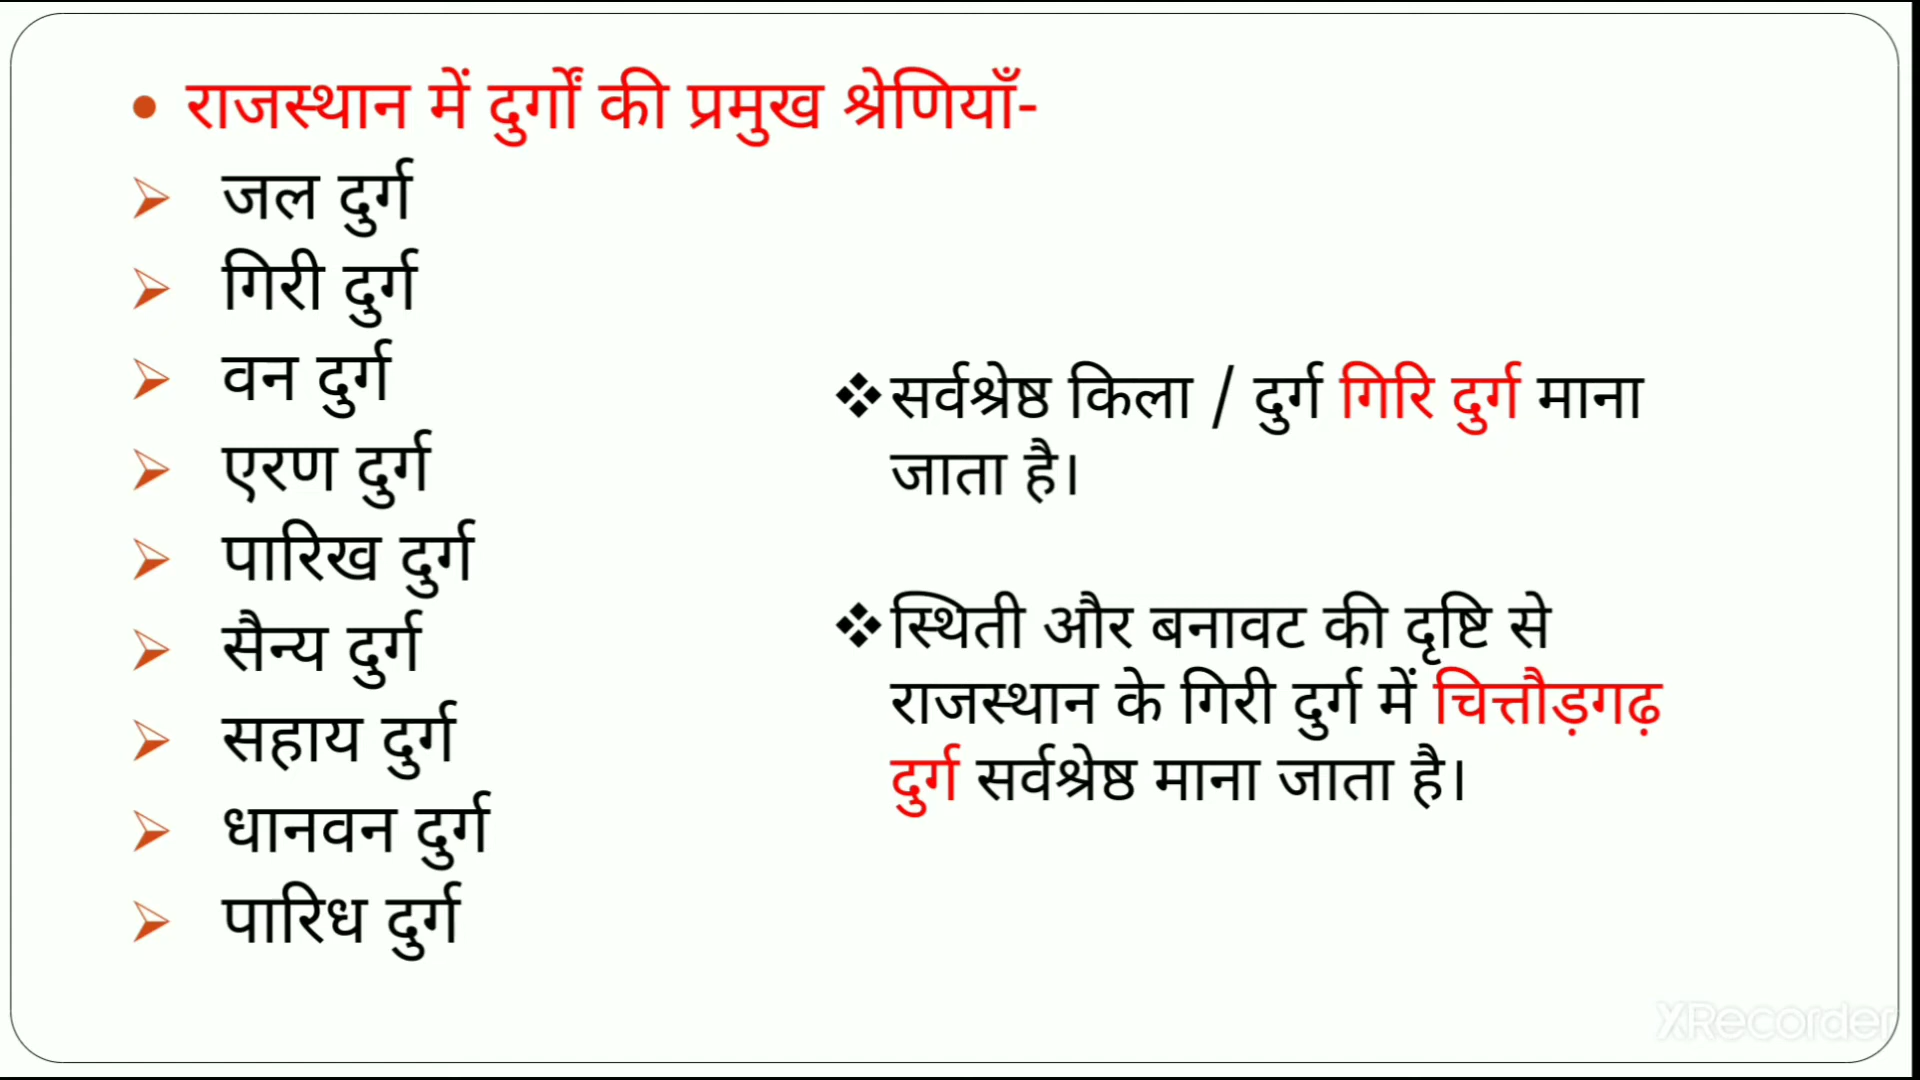 राजस्थान में दुर्गों की प्रमुख श्रेणियाँ-
जल दुर्ग
गिरी दुर्ग
वन दुर्ग
एरण दुर्ग
पारिख दुर्ग
सैन्य दुर्ग
सहाय दुर्ग
धानवन दुर्ग
पारिध दुर्ग
सर्वश्रेष्ठ किला / दुर्ग गिरि दुर्ग माना
जाता है।
स्थिती और बनावट की दृष्टि से
राजस्थान के गिरी दुर्ग में चित्तौड़गढ़
दुर्ग सर्वश्रेष्ठ माना जाता है।
XRecorder